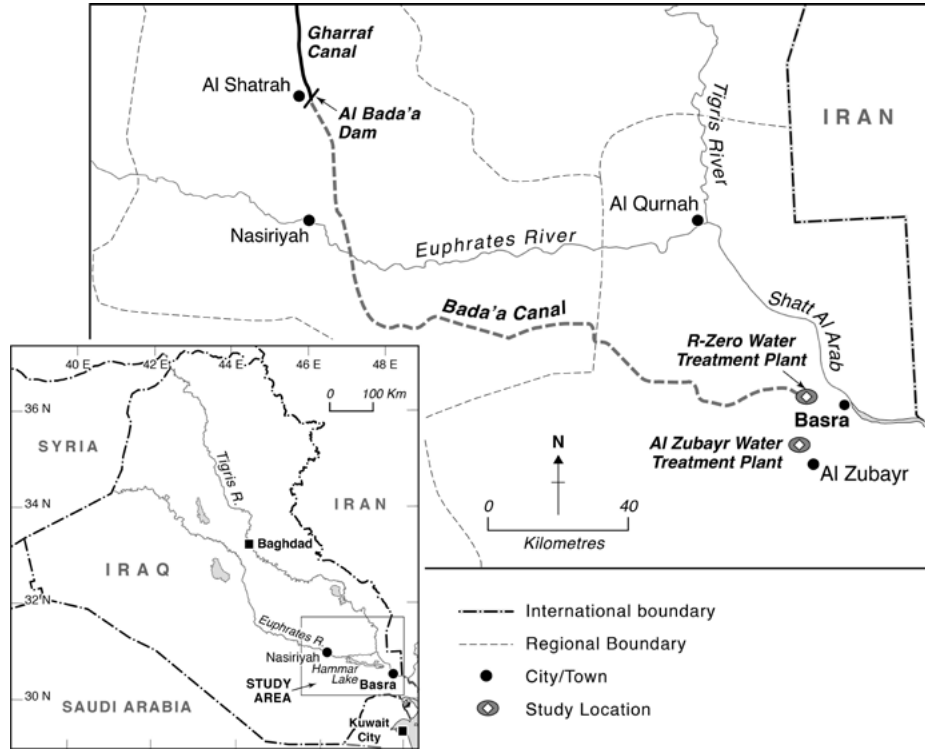 Gharraf
Canal
Al Shatrah
Al Bada'a
Dam
Tigris River
IRAN
Nasiriyah
Euphrates River
Al Qurnah
Bada'a Canal
Shatt Al Arab
R-Zero Water
Treatment Plant
Basra
Al Zubayr Water
Treatment Plant
Al Zubayr
N
0 40
Kilometres
40 E 42 E 44 E 46 E 48 E
0 100 Km
36 N
SYRIA
Tigris R.
34 N
IRAN
Baghdad
IRAQ
32 N
Euphrates R.
Nasiriyah
Hammar
Lake
STUDY
AREA
Basra
30 N
SAUDI ARABIA
Kuwait
City
International boundary
Regional Boundary
City/Town
Study Location